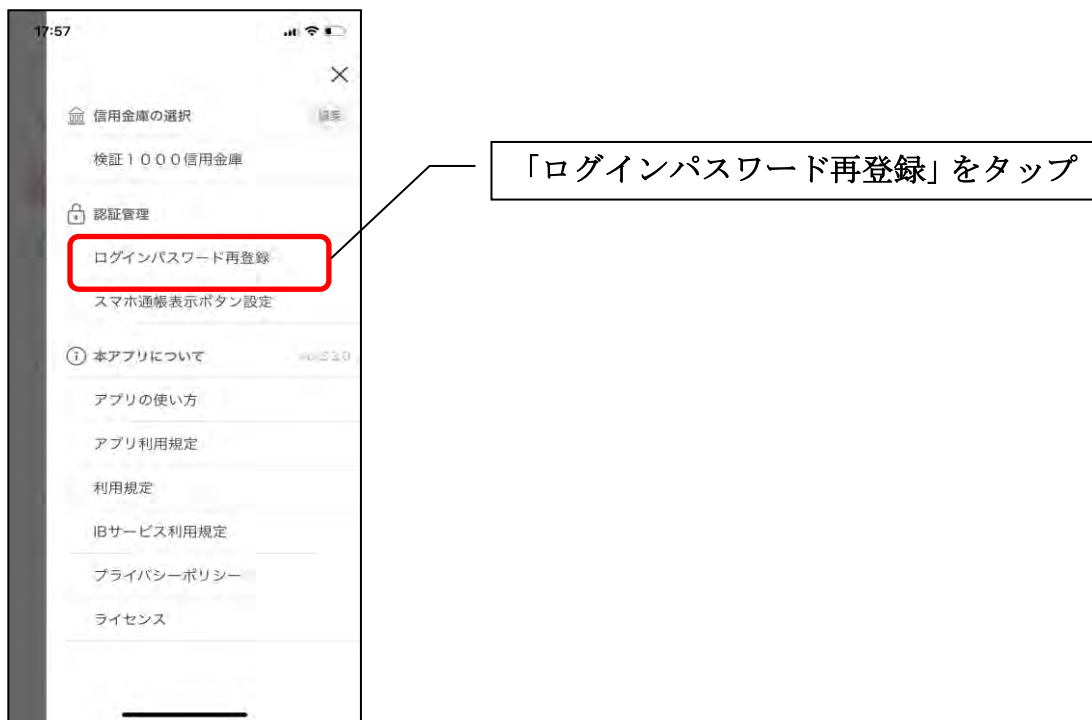 17:57
信用金庫の選択
検証1000信用金庫
認証管理
ログインパスワード再登録
スマホ通帳表示ボタン設定
本アプリについて
アプリの使い方
アプリ利用規定
利用規定
IBサービス利用規定
プライバシーポリシー
ライセンス
「ログインパスワード再登録」をタップ